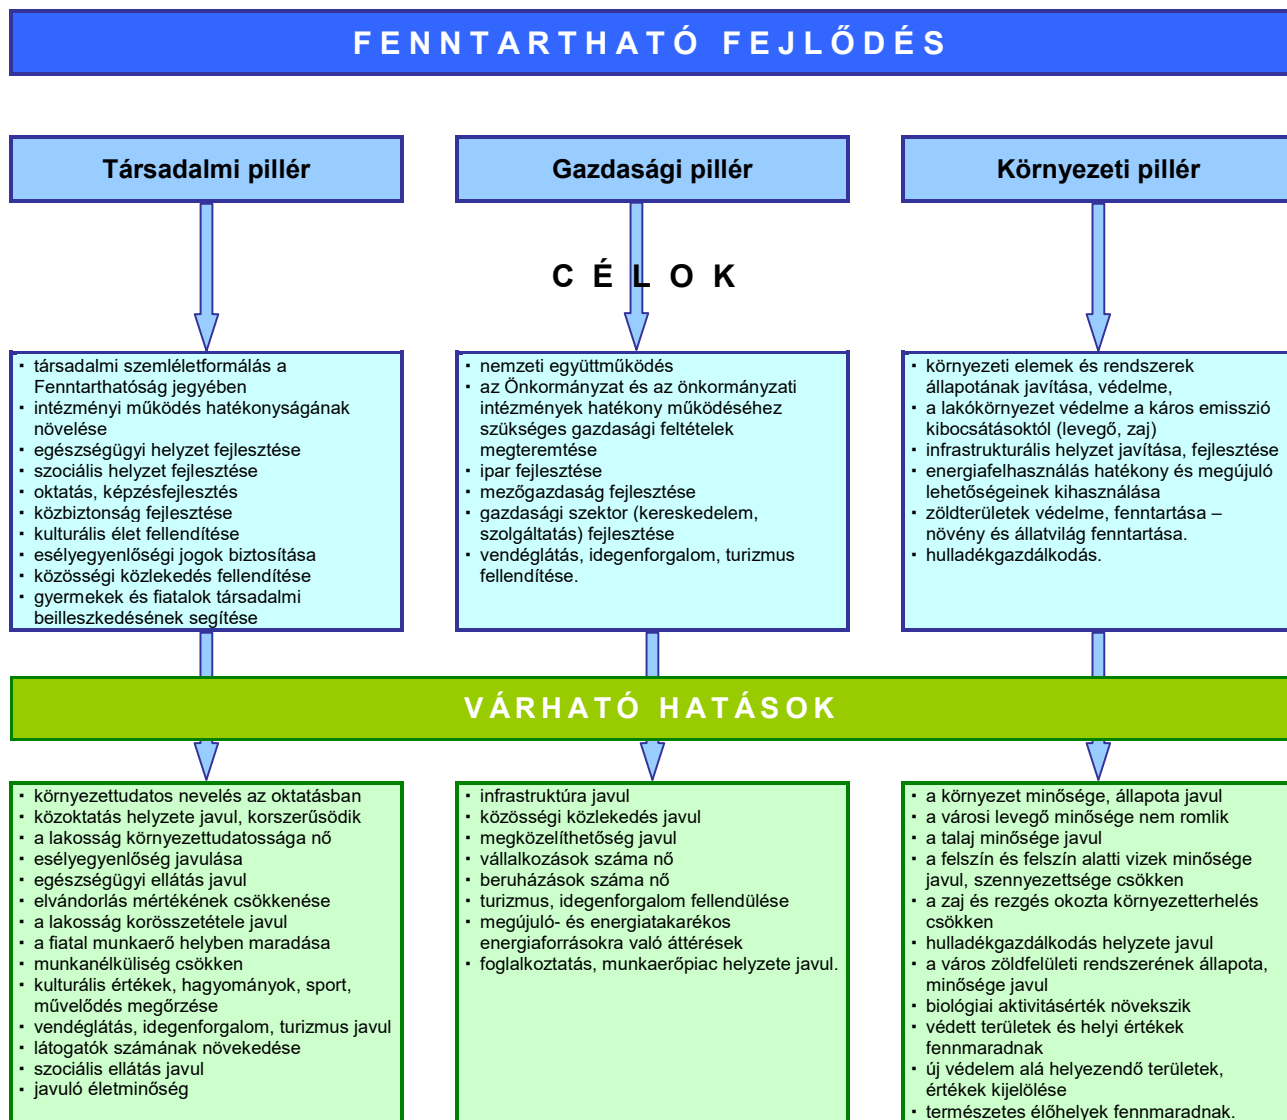 FENNTARTHATÓ FEJLŐDÉS
Társadalmi pillér
Gazdasági pillér
Környezeti pillér
CÉLOK
▪ társadalmi szemléletformálás a
Fenntarthatóság jegyében
▪ intézményi működés hatékonyságának
növelése
▪ egészségügyi helyzet fejlesztése
▪ szociális helyzet fejlesztése
▪ oktatás, képzésfejlesztés
▪ közbiztonság fejlesztése
▪ kulturális élet fellendítése
▪ esélyegyenlőségi jogok biztosítása
▪ közösségi közlekedés fellendítése
▪ gyermekek és fiatalok társadalmi
beilleszkedésének segítése
▪ nemzeti együttműködés
▪ az Önkormányzat és az önkormányzati
intézmények hatékony működéséhez
szükséges gazdasági feltételek
megteremtése
▪ ipar fejlesztése
▪ mezőgazdaság fejlesztése
▪ gazdasági szektor (kereskedelem,
szolgáltatás) fejlesztése
▪ vendéglátás, idegenforgalom, turizmus
fellendítése.
▪ környezeti elemek és rendszerek
állapotának javítása, védelme,
▪ a lakókörnyezet védelme a káros emisszió
kibocsátásoktól (levegő, zaj)
▪ infrastrukturális helyzet javítása, fejlesztése
▪ energiafelhasználás hatékony és megújuló
lehetőségeinek kihasználása
▪ zöldterületek védelme, fenntartása –
növény és állatvilág fenntartása.
▪ hulladékgazdálkodás.
VÁRHATÓ HATÁSOK
▪ környezettudatos nevelés az oktatásban
▪ közoktatás helyzete javul, korszerűsödik
▪ a lakosság környezettudatossága nő
▪ esélyegyenlőség javulása
▪ egészségügyi ellátás javul
▪ elvándorlás mértékének csökkenése
▪ a lakosság korösszetétele javul
▪ a fiatal munkaerő helyben maradása
▪ munkanélküliség csökken
▪ kulturális értékek, hagyományok, sport,
művelődés megőrzése
▪ vendéglátás, idegenforgalom, turizmus javul
▪ látogatók számának növekedése
▪ szociális ellátás javul
▪ javuló életminőség
▪ infrastruktúra javul
▪ közösségi közlekedés javul
▪ megközelíthetőség javul
▪ vállalkozások száma nő
▪ beruházások száma nő
▪ turizmus, idegenforgalom fellendülése
▪ megújuló- és energiatakarékos
energiaforrásokra való áttérések
▪ foglalkoztatás, munkaerőpiac helyzete javul.
▪ a környezet minősége, állapota javul
▪ a városi levegő minősége nem romlik
▪ a talaj minősége javul
▪ a felszín és felszín alatti vizek minősége
javul, szennyezettsége csökken
▪ a zaj és rezgés okozta környezetterhelés
csökken
▪ hulladékgazdálkodás helyzete javul
▪ a város zöldfelületi rendszerének állapota,
minősége javul
▪ biológiai aktivitásérték növekszik
▪ védett területek és helyi értékek
fennmaradnak
▪ új védelem alá helyezendő területek,
értékek kijelölése
▪ természetes élőhelyek fennmaradnak.